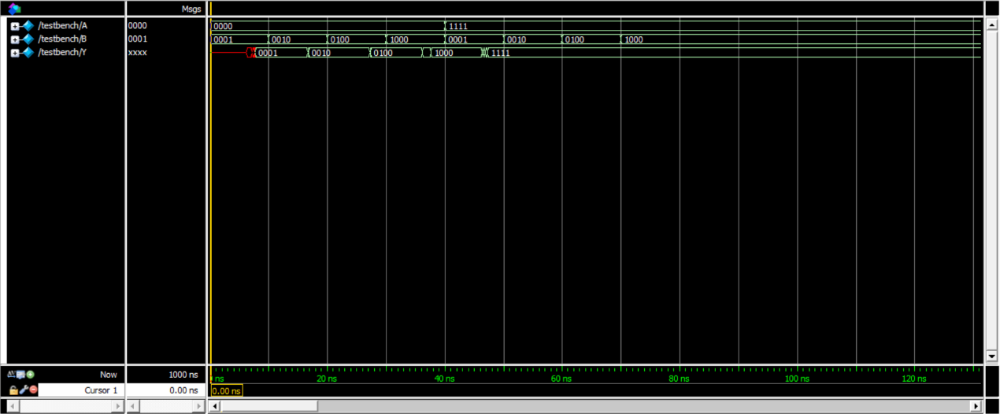 Msgs
/testbench/A 0000 0000 1111
/testbench/B 0001 0001 0010 0100 1000 0001 0010 0100 1000
/testbench/Y xxxx 0001 0010 0100 1000 1111
Now 1000 ns ns 20 ns 40 ns 60 ns 80 ns 100 ns 120 ns
Cursor 1 0.00 ns 0.00 ns